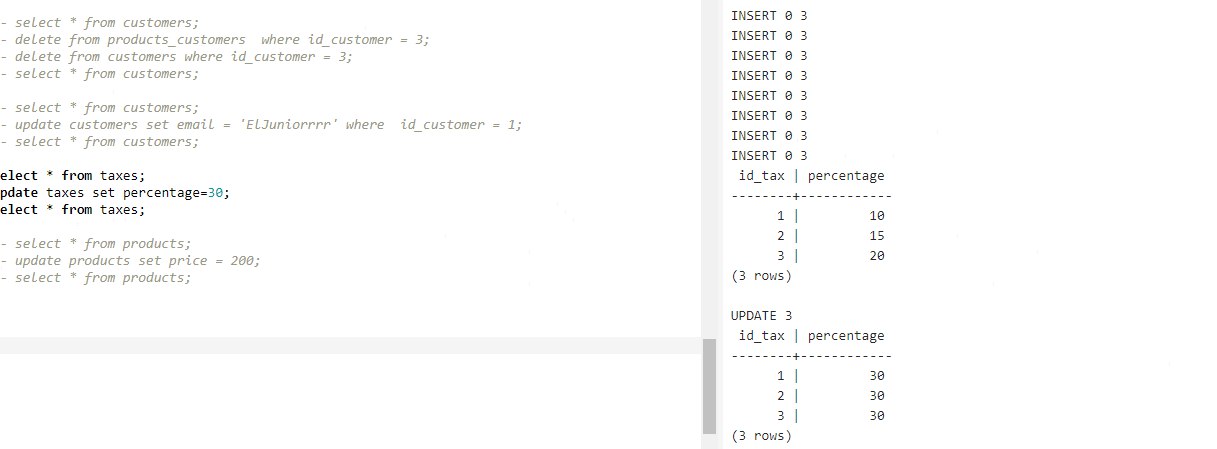 - select * from customers;
- delete from products_customers  where id_customer = 3;
- delete from customers where id_customer = 3;
- select * from customers;
- select * from customers;
- update customers set email = 'ElJuniorrrr' where  id_customer = 1;
- select * from customers;
elect * from taxes;
pdate taxes set percentage=30;
elect * from taxes;
- select * from products;
- update products set price = 200;
- select * from products;
INSERT 0 3
INSERT 0 3
INSERT 0 3
INSERT 0 3
INSERT 0 3
INSERT 0 3
INSERT 0 3
INSERT 0 3
id_tax | percentage
--------+------------
1 | 10
2 | 15
3 | 20
(3 rows)
UPDATE 3
id_tax | percentage
--------+------------
1 | 30
2 | 30
3 | 30
(3 rows)